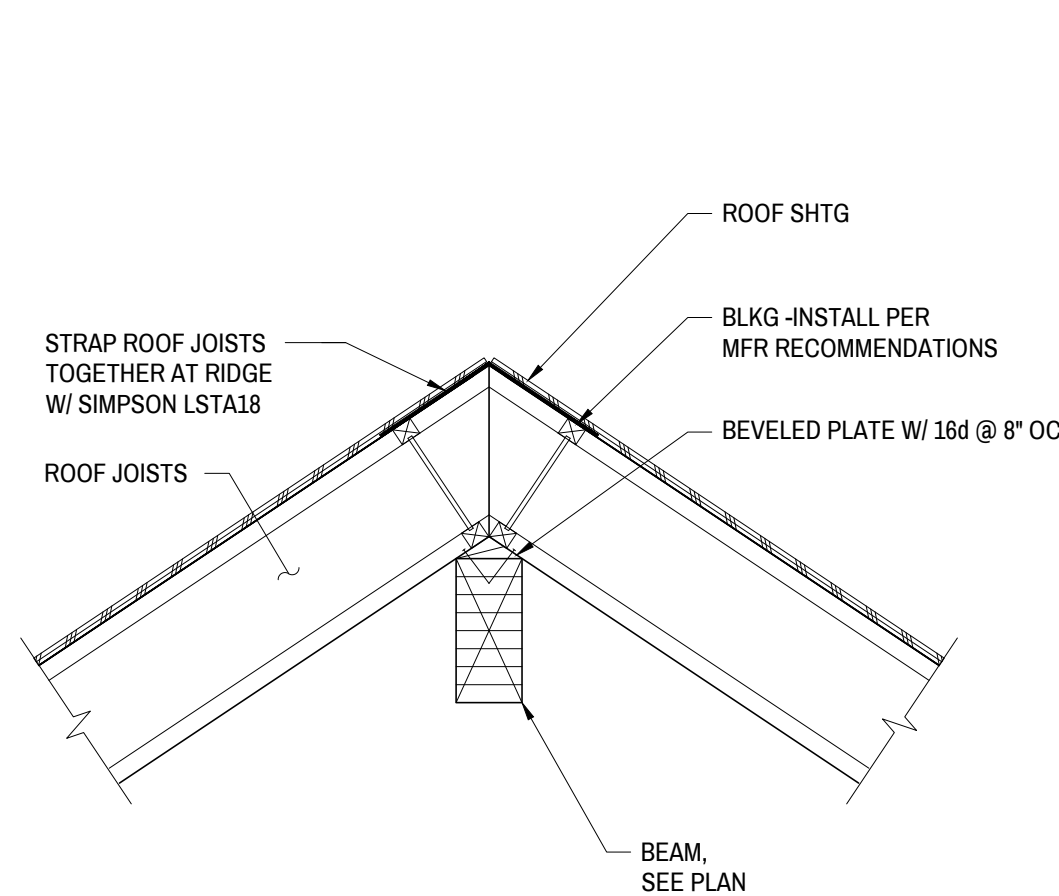 ROOF SHTG
BLKG -INSTALL PER
MFR RECOMMENDATIONS
STRAP ROOF JOISTS
TOGETHER AT RIDGE
W/ SIMPSON LSTA18
BEVELED PLATE W/ 16d @ 8" OC
ROOF JOISTS
BEAM,
SEE PLAN